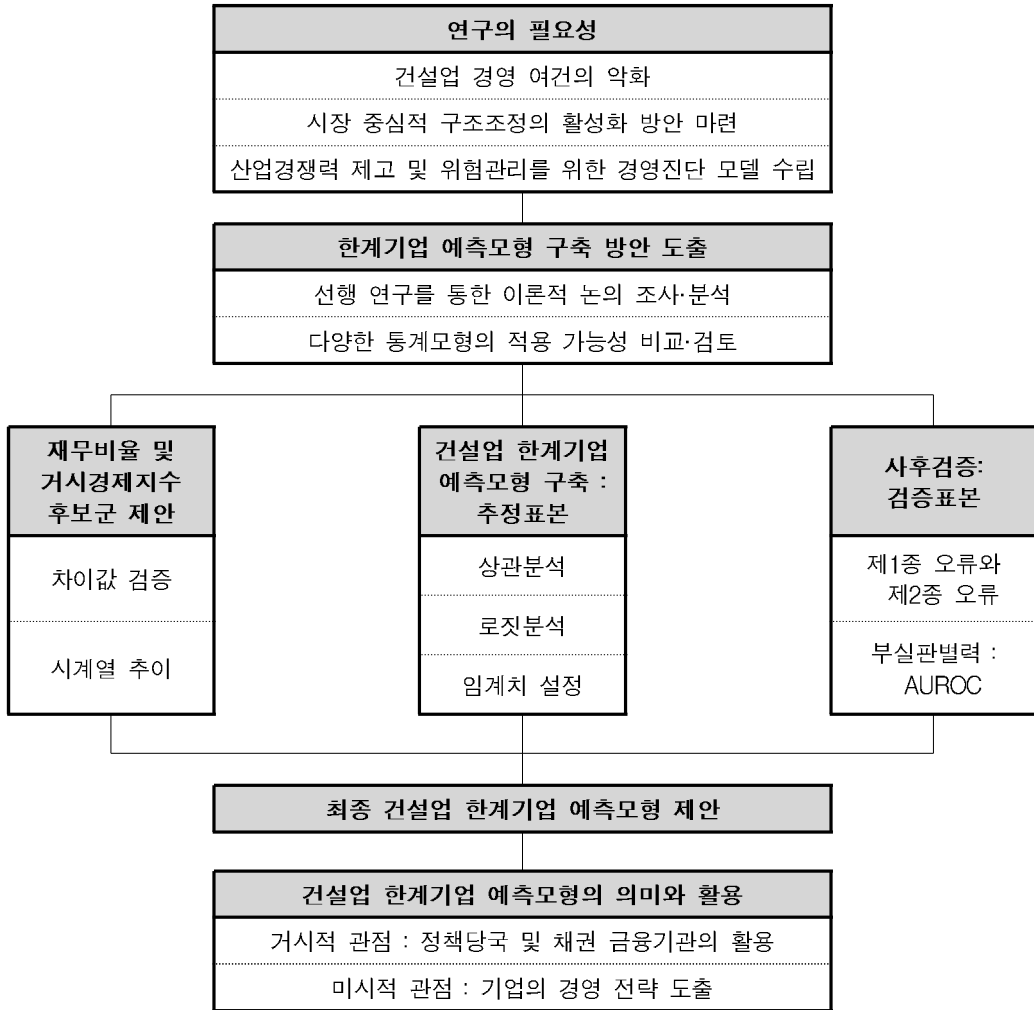 연구의 필요성
건설업 경영 여건의 악화
시장 중심적 구조조정의 활성화 방안 마련
산업경쟁력 제고 및 위험관리를 위한 경영진단 모델 수립
한계기업 예측모형 구축 방안 도출
선행 연구를 통한 이론적 논의 조사·분석
다양한 통계모형의 적용 가능성 비교·검토
재무비율 및
거시경제지수
후보군 제안
차이값 검증
시계열 추이
건설업 한계기업
예측모형 구축 :
추정표본
상관분석
로짓분석
임계치 설정
사후검증:
검증표본
제1종 오류와
제2종 오류
부실판별력 :
AUROC
최종 건설업 한계기업 예측모형 제안
건설업 한계기업 예측모형의 의미와 활용
거시적 관점 : 정책당국 및 채권 금융기관의 활용
미시적 관점 : 기업의 경영 전략 도출